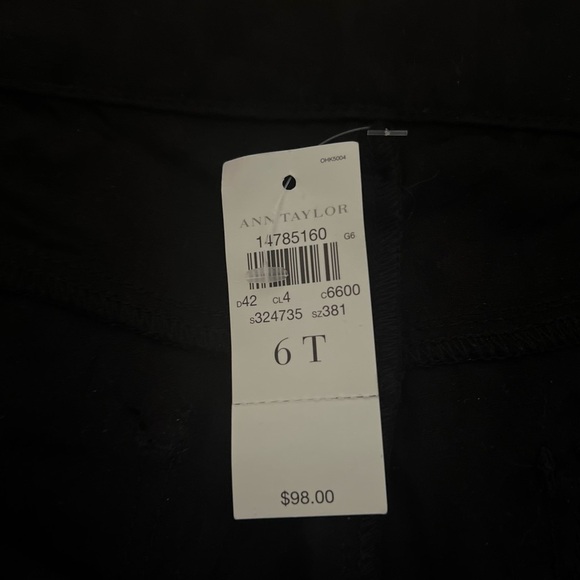 OHK5004
ANN TAYLOR
14785160 G6
D42 CL4 C6600
S324735 SZ381
6 T
$98.00